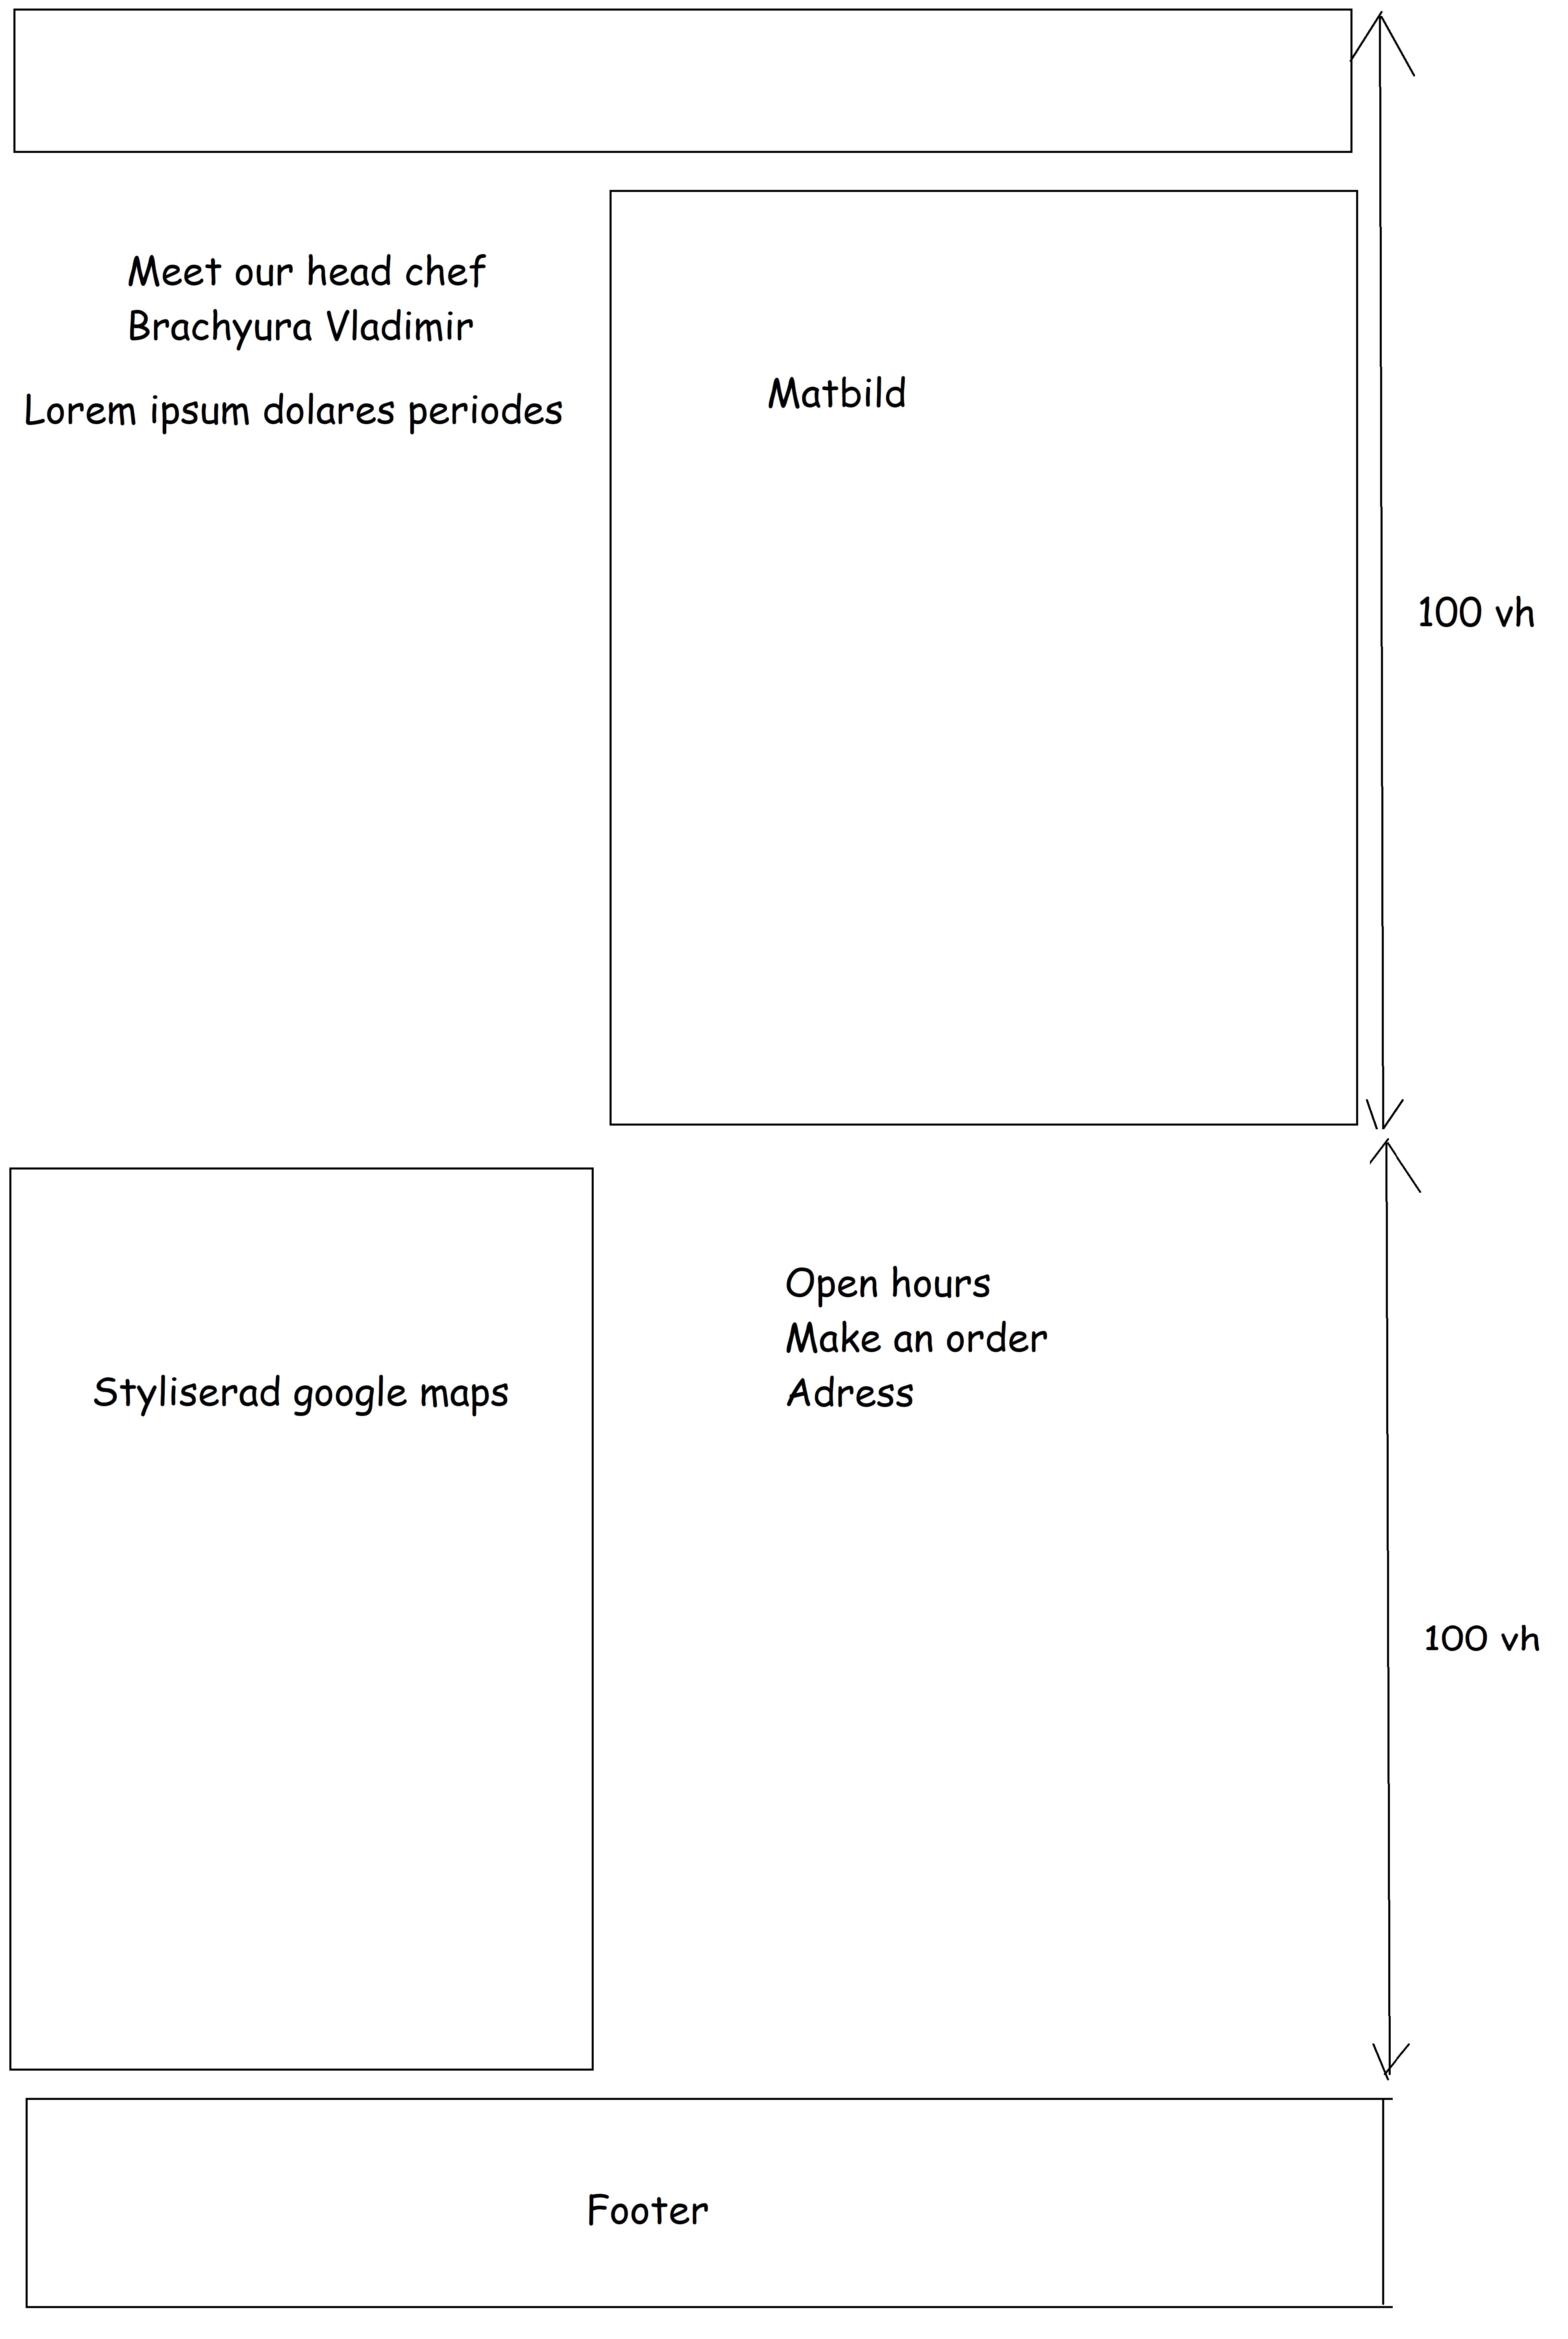 Meet our head chef
Brachyura Vladimir
Lorem ipsum dolares periodes
Matbild
100 vh
Styliserad google maps
Open hours
Make an order
Adress
100 vh
Footer